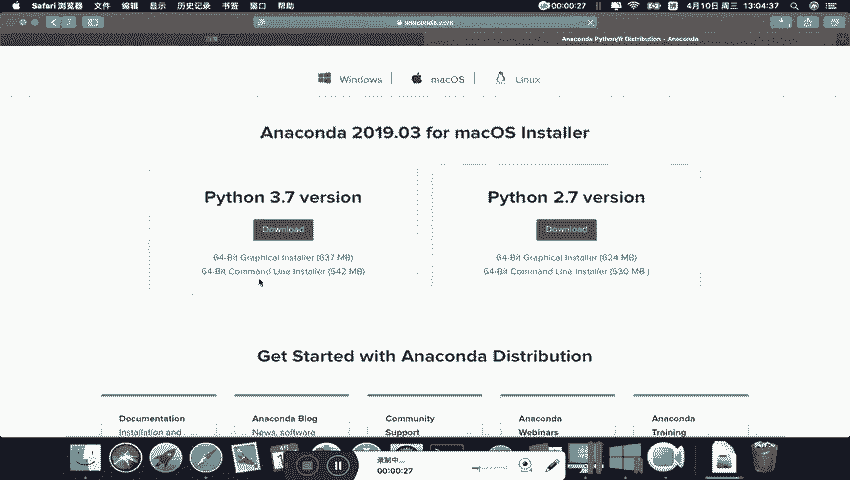 Safari 浏览器 文件 编辑 显示 历史记录 书签 窗口 帮助 00:00:27 4月10日 周三 13:04:37
Anaconda Python/R Distribution - Anaconda
Windows macOS Linux
Anaconda 2019.03 for macOS Installer
Python 3.7 version
Download
64-Bit Graphical Installer (637 MB)
64-Bit Command Line Installer (542 MB)
Python 2.7 version
Download
64-Bit Graphical Installer (624 MB)
64-Bit Command Line Installer (530 MB)
Get Started with Anaconda Distribution
Documentation
Installation and
Anaconda Blog
News, software
Community
Support
Anaconda
Webinars
Anaconda
Training
录制中...
00:00:27